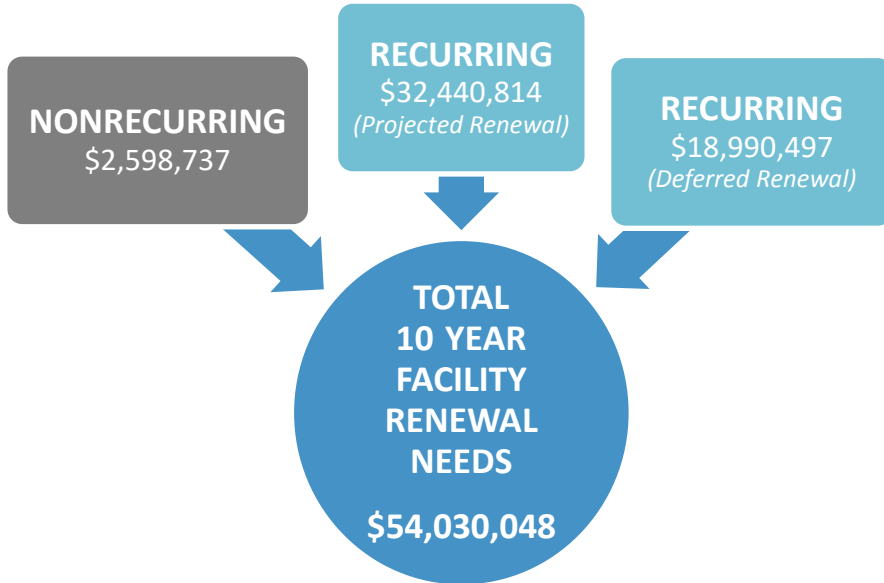 NONRECURRING
$2,598,737
RECURRING
$32,440,814
(Projected Renewal)
RECURRING
$18,990,497
(Deferred Renewal)
TOTAL
10 YEAR
FACILITY
RENEWAL
NEEDS
$54,030,048